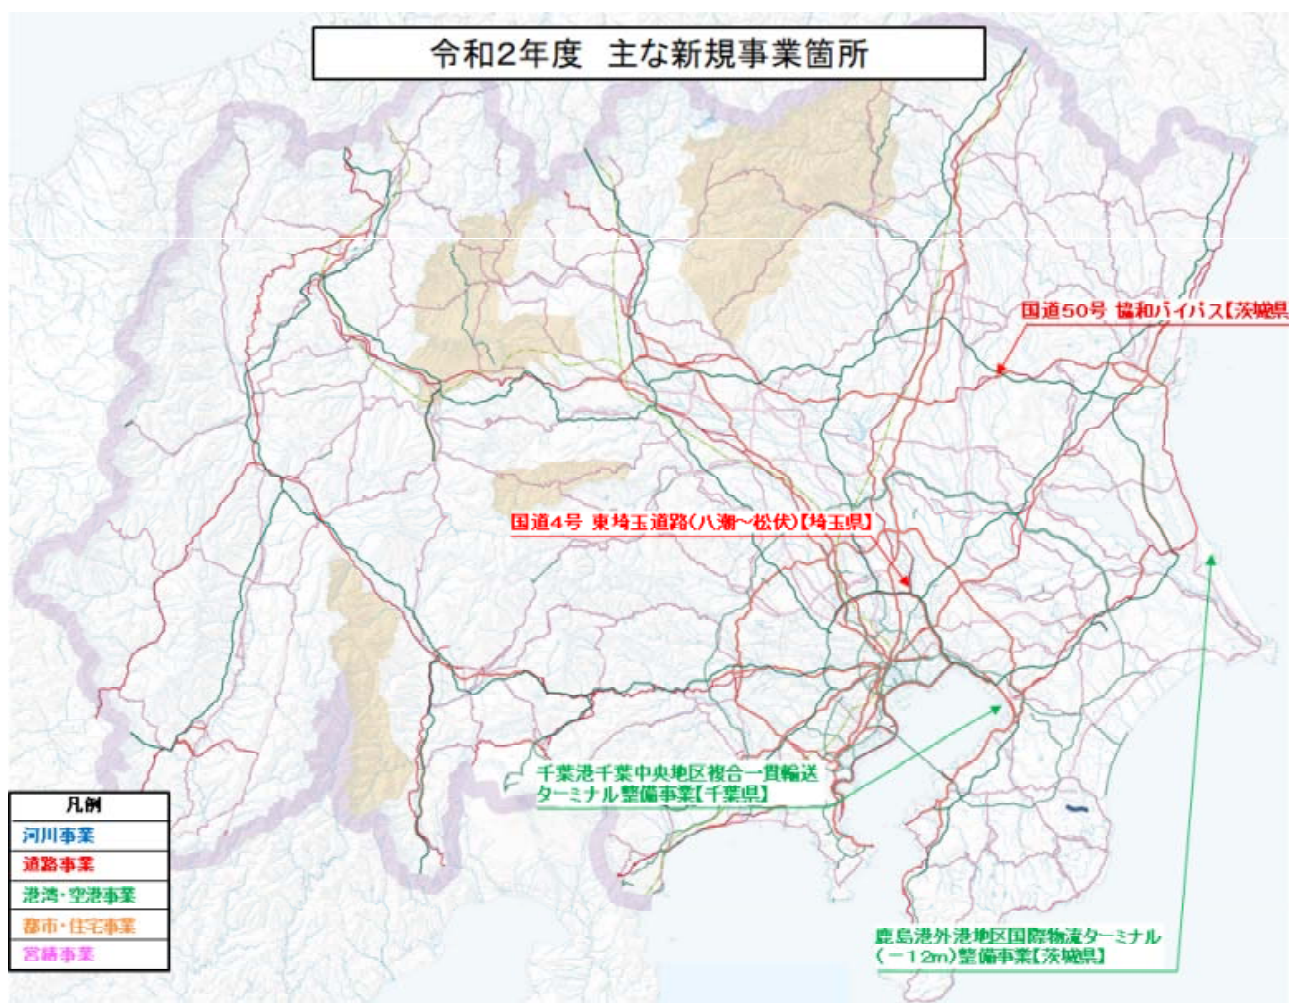 令和2年度 主な新規事業箇所
国道50号 協和バイパス【茨城県
国道4号 東埼玉道路(八潮～松伏)【埼玉県】
千葉港千葉中央地区複合一貫輸送
ターミナル整備事業【千葉県】
鹿島港外港地区国際物流ターミナル
(－12m)整備事業【茨城県】
凡例
河川事業
道路事業
港湾・空港事業
都市・住宅事業
営繕事業